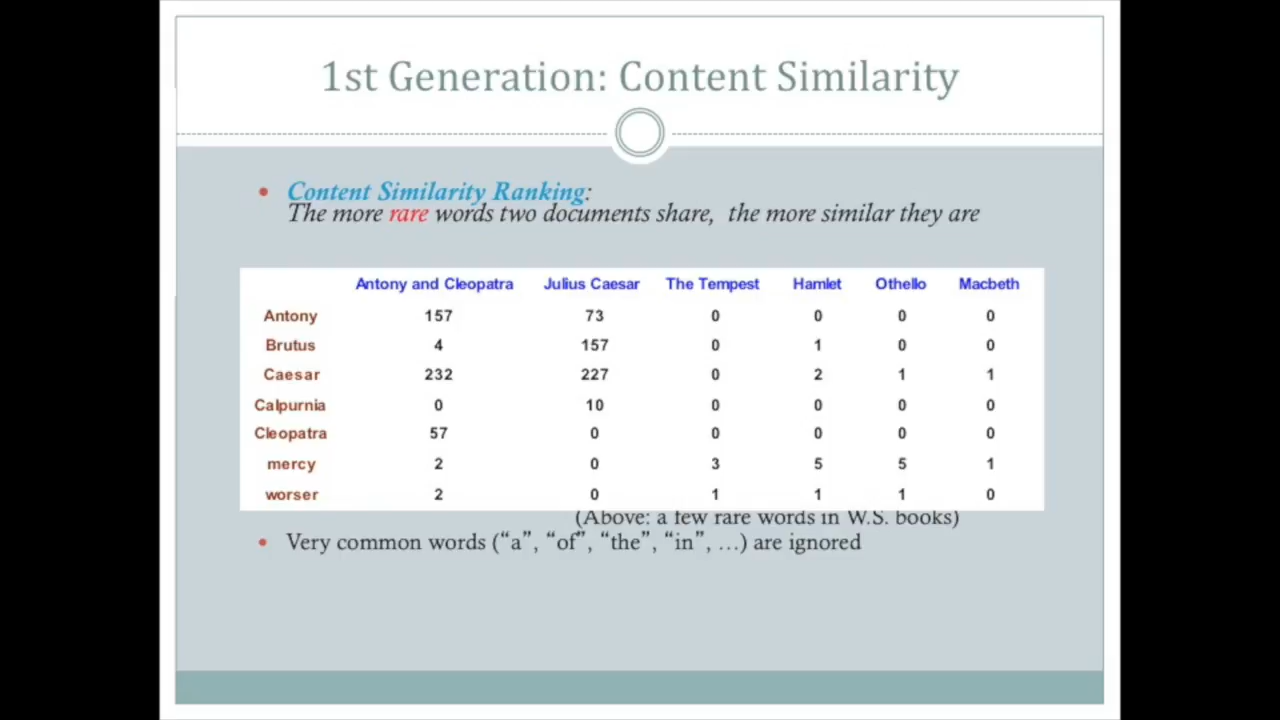 1st Generation: Content Similarity
• Content Similarity Ranking:
The more rare words two documents share, the more similar they are
Antony and Cleopatra Julius Caesar The Tempest Hamlet Othello Macbeth
Antony 157 73 0 0 0 0
Brutus 4 157 0 1 0 0
Caesar 232 227 0 2 1 1
Calpurnia 0 10 0 0 0 0
Cleopatra 57 0 0 0 0 0
mercy 2 0 3 5 5 1
worser 2 0 1 1 1 0
(Above: a few rare words in W.S. books)
• Very common words (“a”, “of”, “the”, “in”, …) are ignored